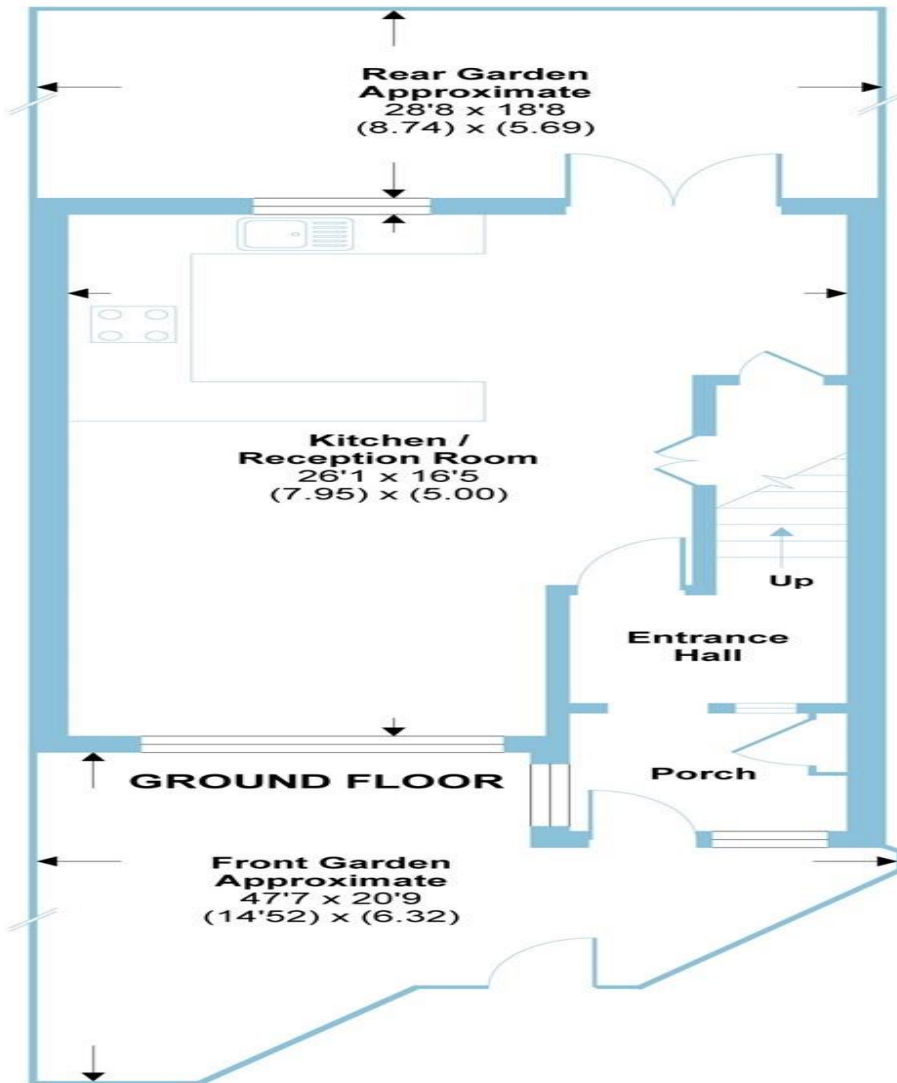 Rear Garden
Approximate
28'8 x 18'8
(8.74) x (5.69)
Kitchen /
Reception Room
26'1 x 16'5
(7.95) x (5.00)
Up
Entrance
Hall
Porch
GROUND FLOOR
Front Garden
Approximate
47'7 x 20'9
(14'52) x (6.32)